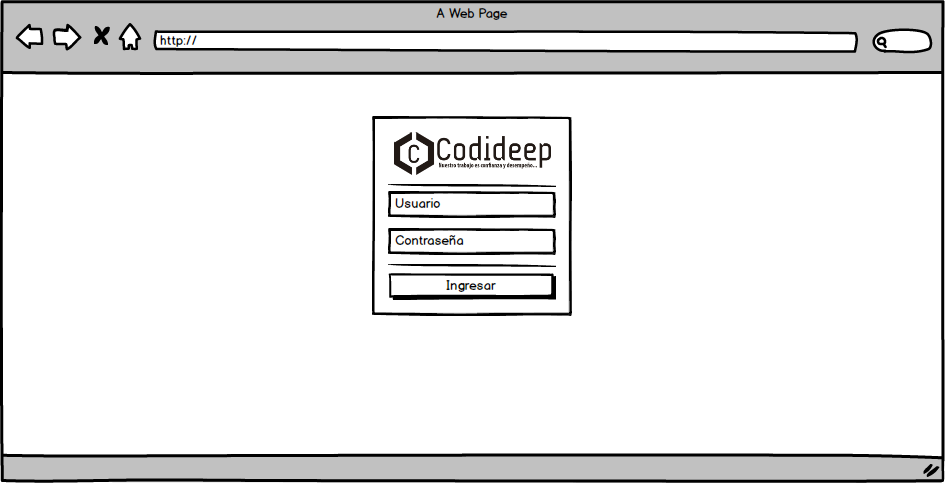 A Web Page
http://
C Codideep
Nuestro trabajo es confianza y desempeño...
Usuario
Contraseña
Ingresar